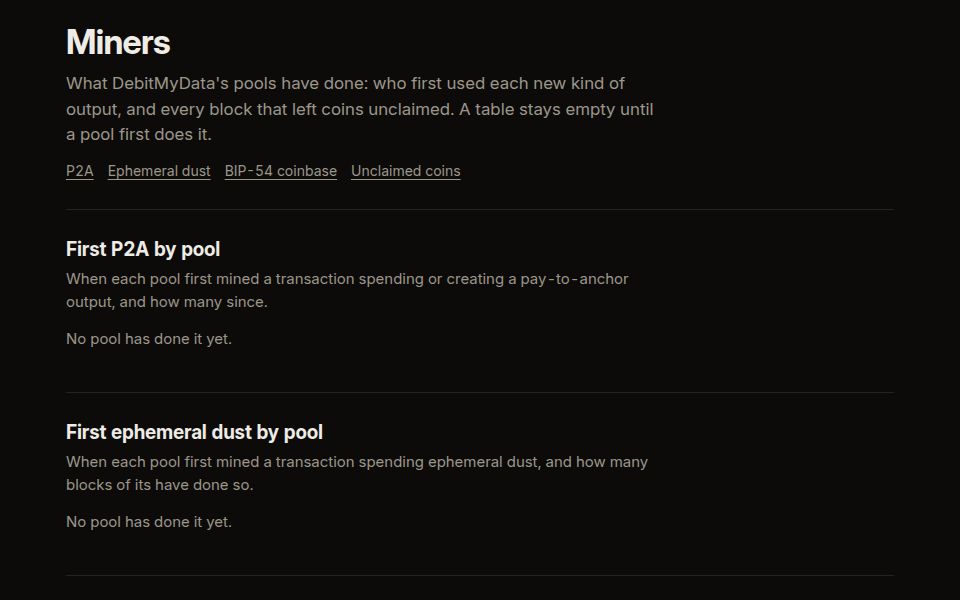 Miners
What DebitMyData's pools have done: who first used each new kind of
output, and every block that left coins unclaimed. A table stays empty until
a pool first does it.
P2A Ephemeral dust BIP-54 coinbase Unclaimed coins
First P2A by pool
When each pool first mined a transaction spending or creating a pay-to-anchor
output, and how many since.
No pool has done it yet.
First ephemeral dust by pool
When each pool first mined a transaction spending ephemeral dust, and how many
blocks of its have done so.
No pool has done it yet.